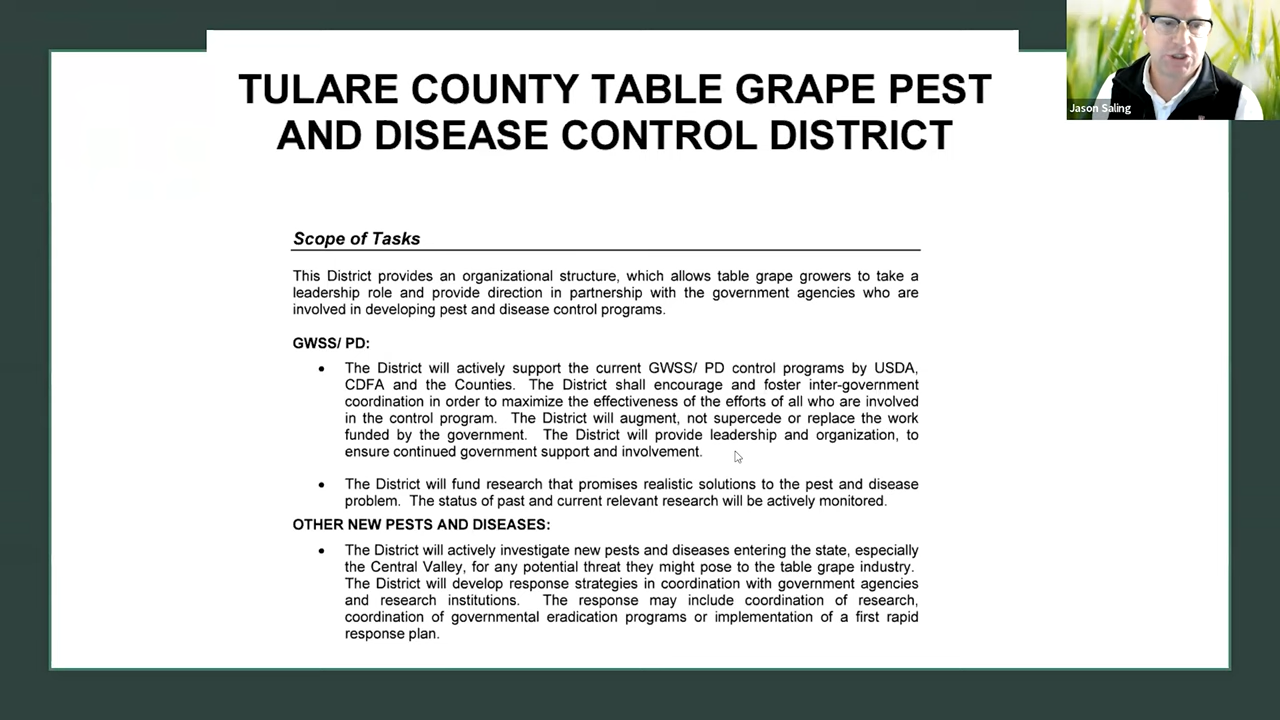 TULARE COUNTY TABLE GRAPE PEST
AND DISEASE CONTROL DISTRICT
Jason Saling
Scope of Tasks
This District provides an organizational structure, which allows table grape growers to take a
leadership role and provide direction in partnership with the government agencies who are
involved in developing pest and disease control programs.
GWSS/ PD:
• The District will actively support the current GWSS/ PD control programs by USDA,
CDFA and the Counties. The District shall encourage and foster inter-government
coordination in order to maximize the effectiveness of the efforts of all who are involved
in the control program. The District will augment, not supercede or replace the work
funded by the government. The District will provide leadership and organization, to
ensure continued government support and involvement.
• The District will fund research that promises realistic solutions to the pest and disease
problem. The status of past and current relevant research will be actively monitored.
OTHER NEW PESTS AND DISEASES:
• The District will actively investigate new pests and diseases entering the state, especially
the Central Valley, for any potential threat they might pose to the table grape industry.
The District will develop response strategies in coordination with government agencies
and research institutions. The response may include coordination of research,
coordination of governmental eradication programs or implementation of a first rapid
response plan.